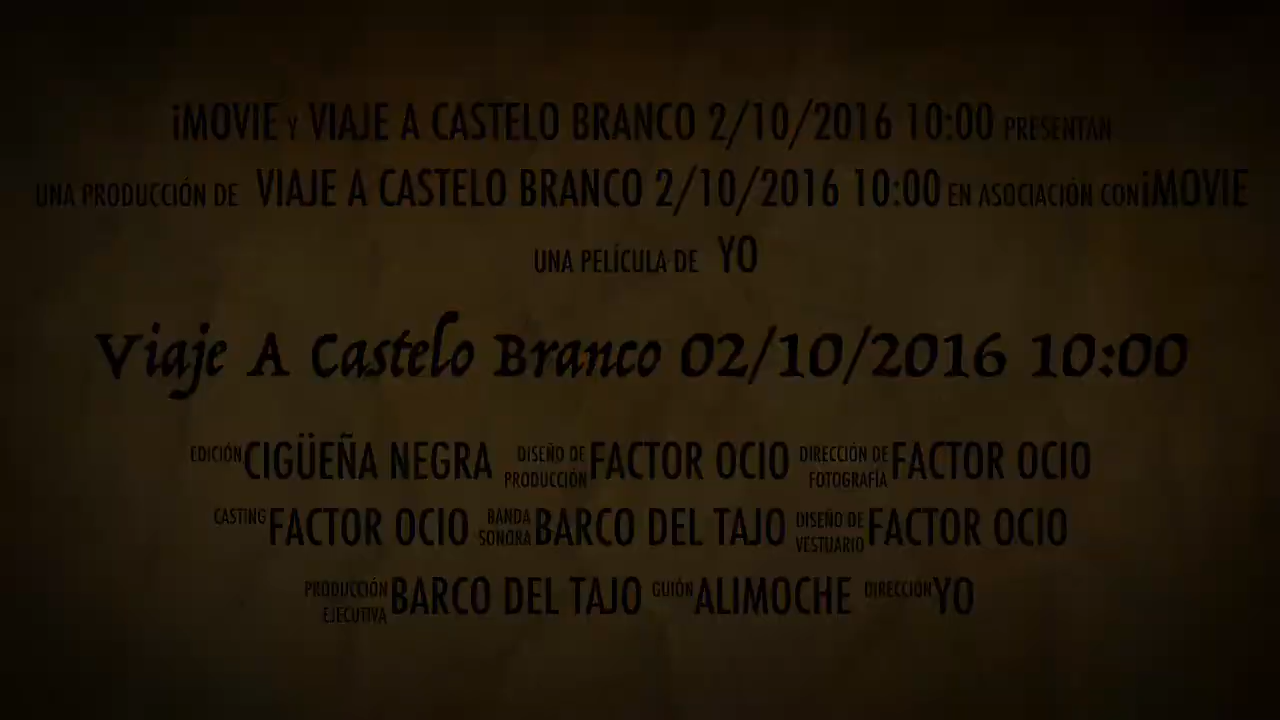 iMOVIE Y VIAJE A CASTELO BRANCO 2/10/2016 10:00 PRESENTAN
UNA PRODUCCIÓN DE VIAJE A CASTELO BRANCO 2/10/2016 10:00 EN ASOCIACIÓN CON iMOVIE
UNA PELÍCULA DE YO
Viaje A Castelo Branco 02/10/2016 10:00
EDICIÓN CIGÜEÑA NEGRA DISEÑO DE PRODUCCIÓN FACTOR OCIO DIRECCIÓN DE FOTOGRAFÍA FACTOR OCIO
CASTING FACTOR OCIO BANDA SONORA BARCO DEL TAJO DISEÑO DE VESTUARIO FACTOR OCIO
PRODUCCIÓN EJECUTIVA BARCO DEL TAJO GUIÓN ALIMOCHE DIRECCIÓN YO